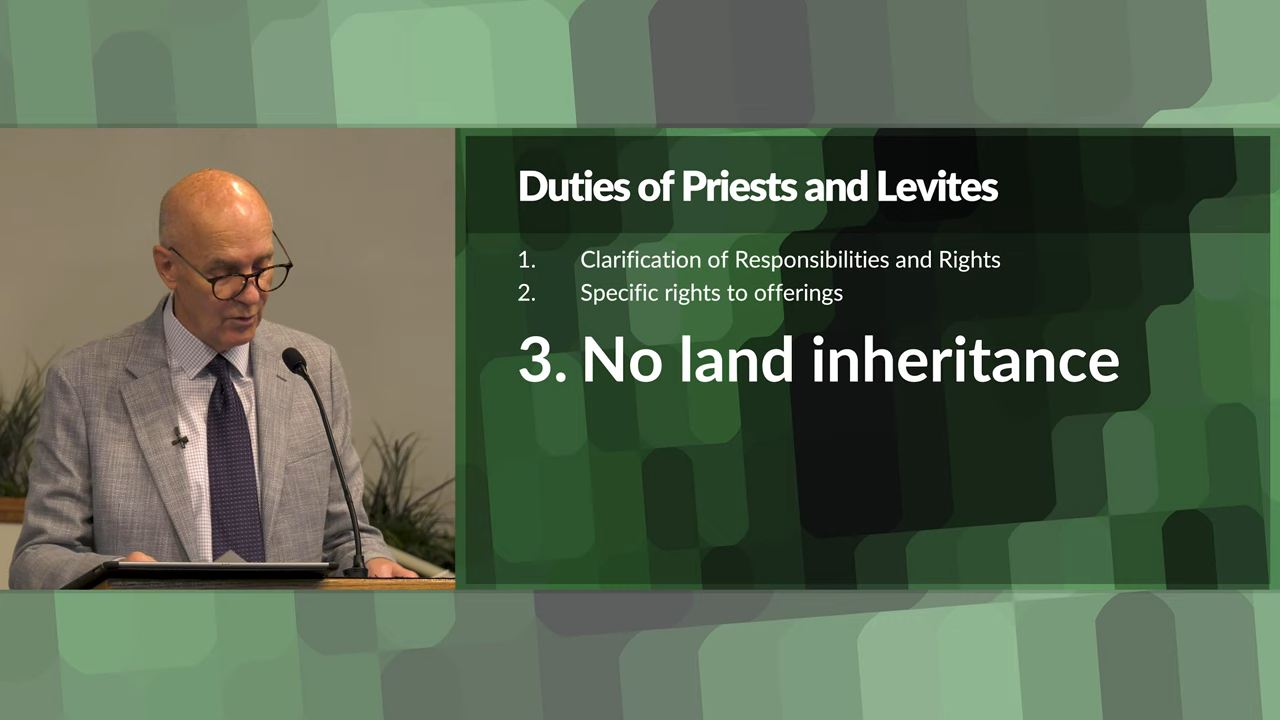 Duties of Priests and Levites
1. Clarification of Responsibilities and Rights
2. Specific rights to offerings
3. No land inheritance